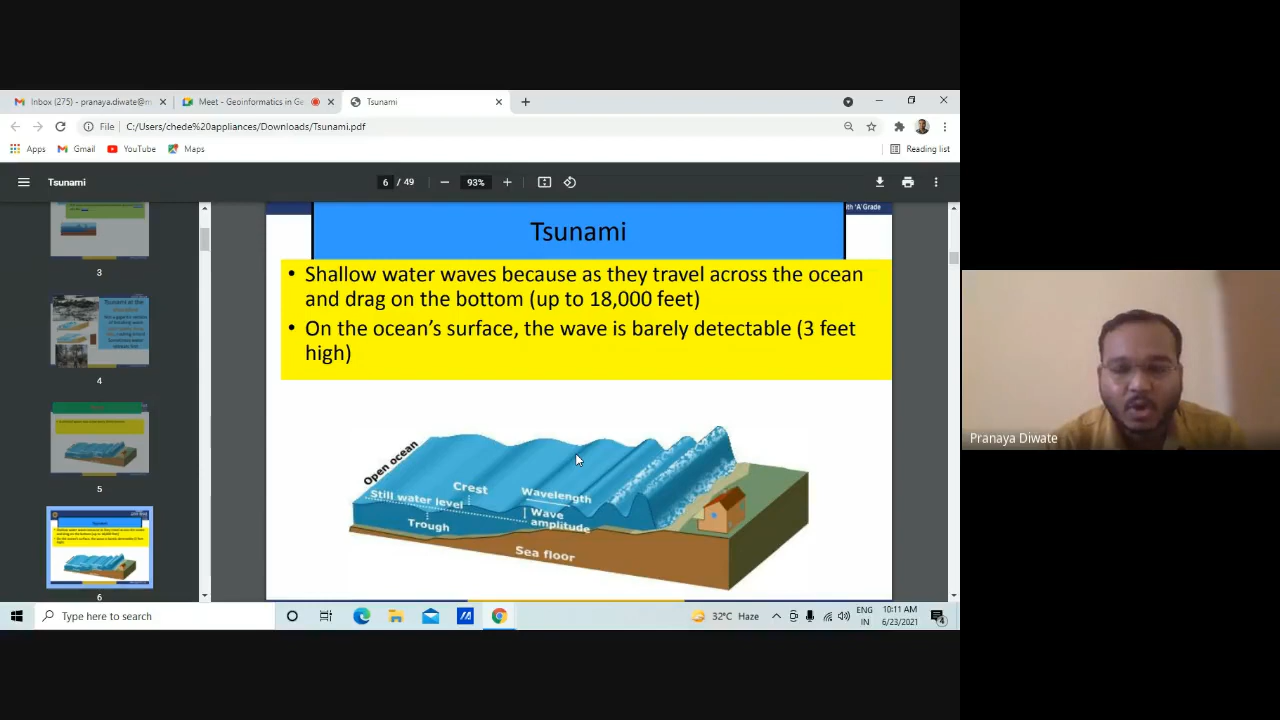 Inbox (275) - pranaya.diwate@m
Meet - Geoinformatics in Ge
Tsunami
File
C:/Users/chede%20appliances/Downloads/Tsunami.pdf
Apps
Gmail
YouTube
Maps
Reading list
Tsunami
6 / 49
93%
3
4
5
6
ith 'A' Grade
Tsunami
• Shallow water waves because as they travel across the ocean
and drag on the bottom (up to 18,000 feet)
• On the ocean's surface, the wave is barely detectable (3 feet
high)
Open ocean
Crest
Still water level
Trough
Wavelength
Wave
amplitude
Sea floor
Pranaya Diwate
Type here to search
32°C Haze
ENG
IN
10:11 AM
6/23/2021
4